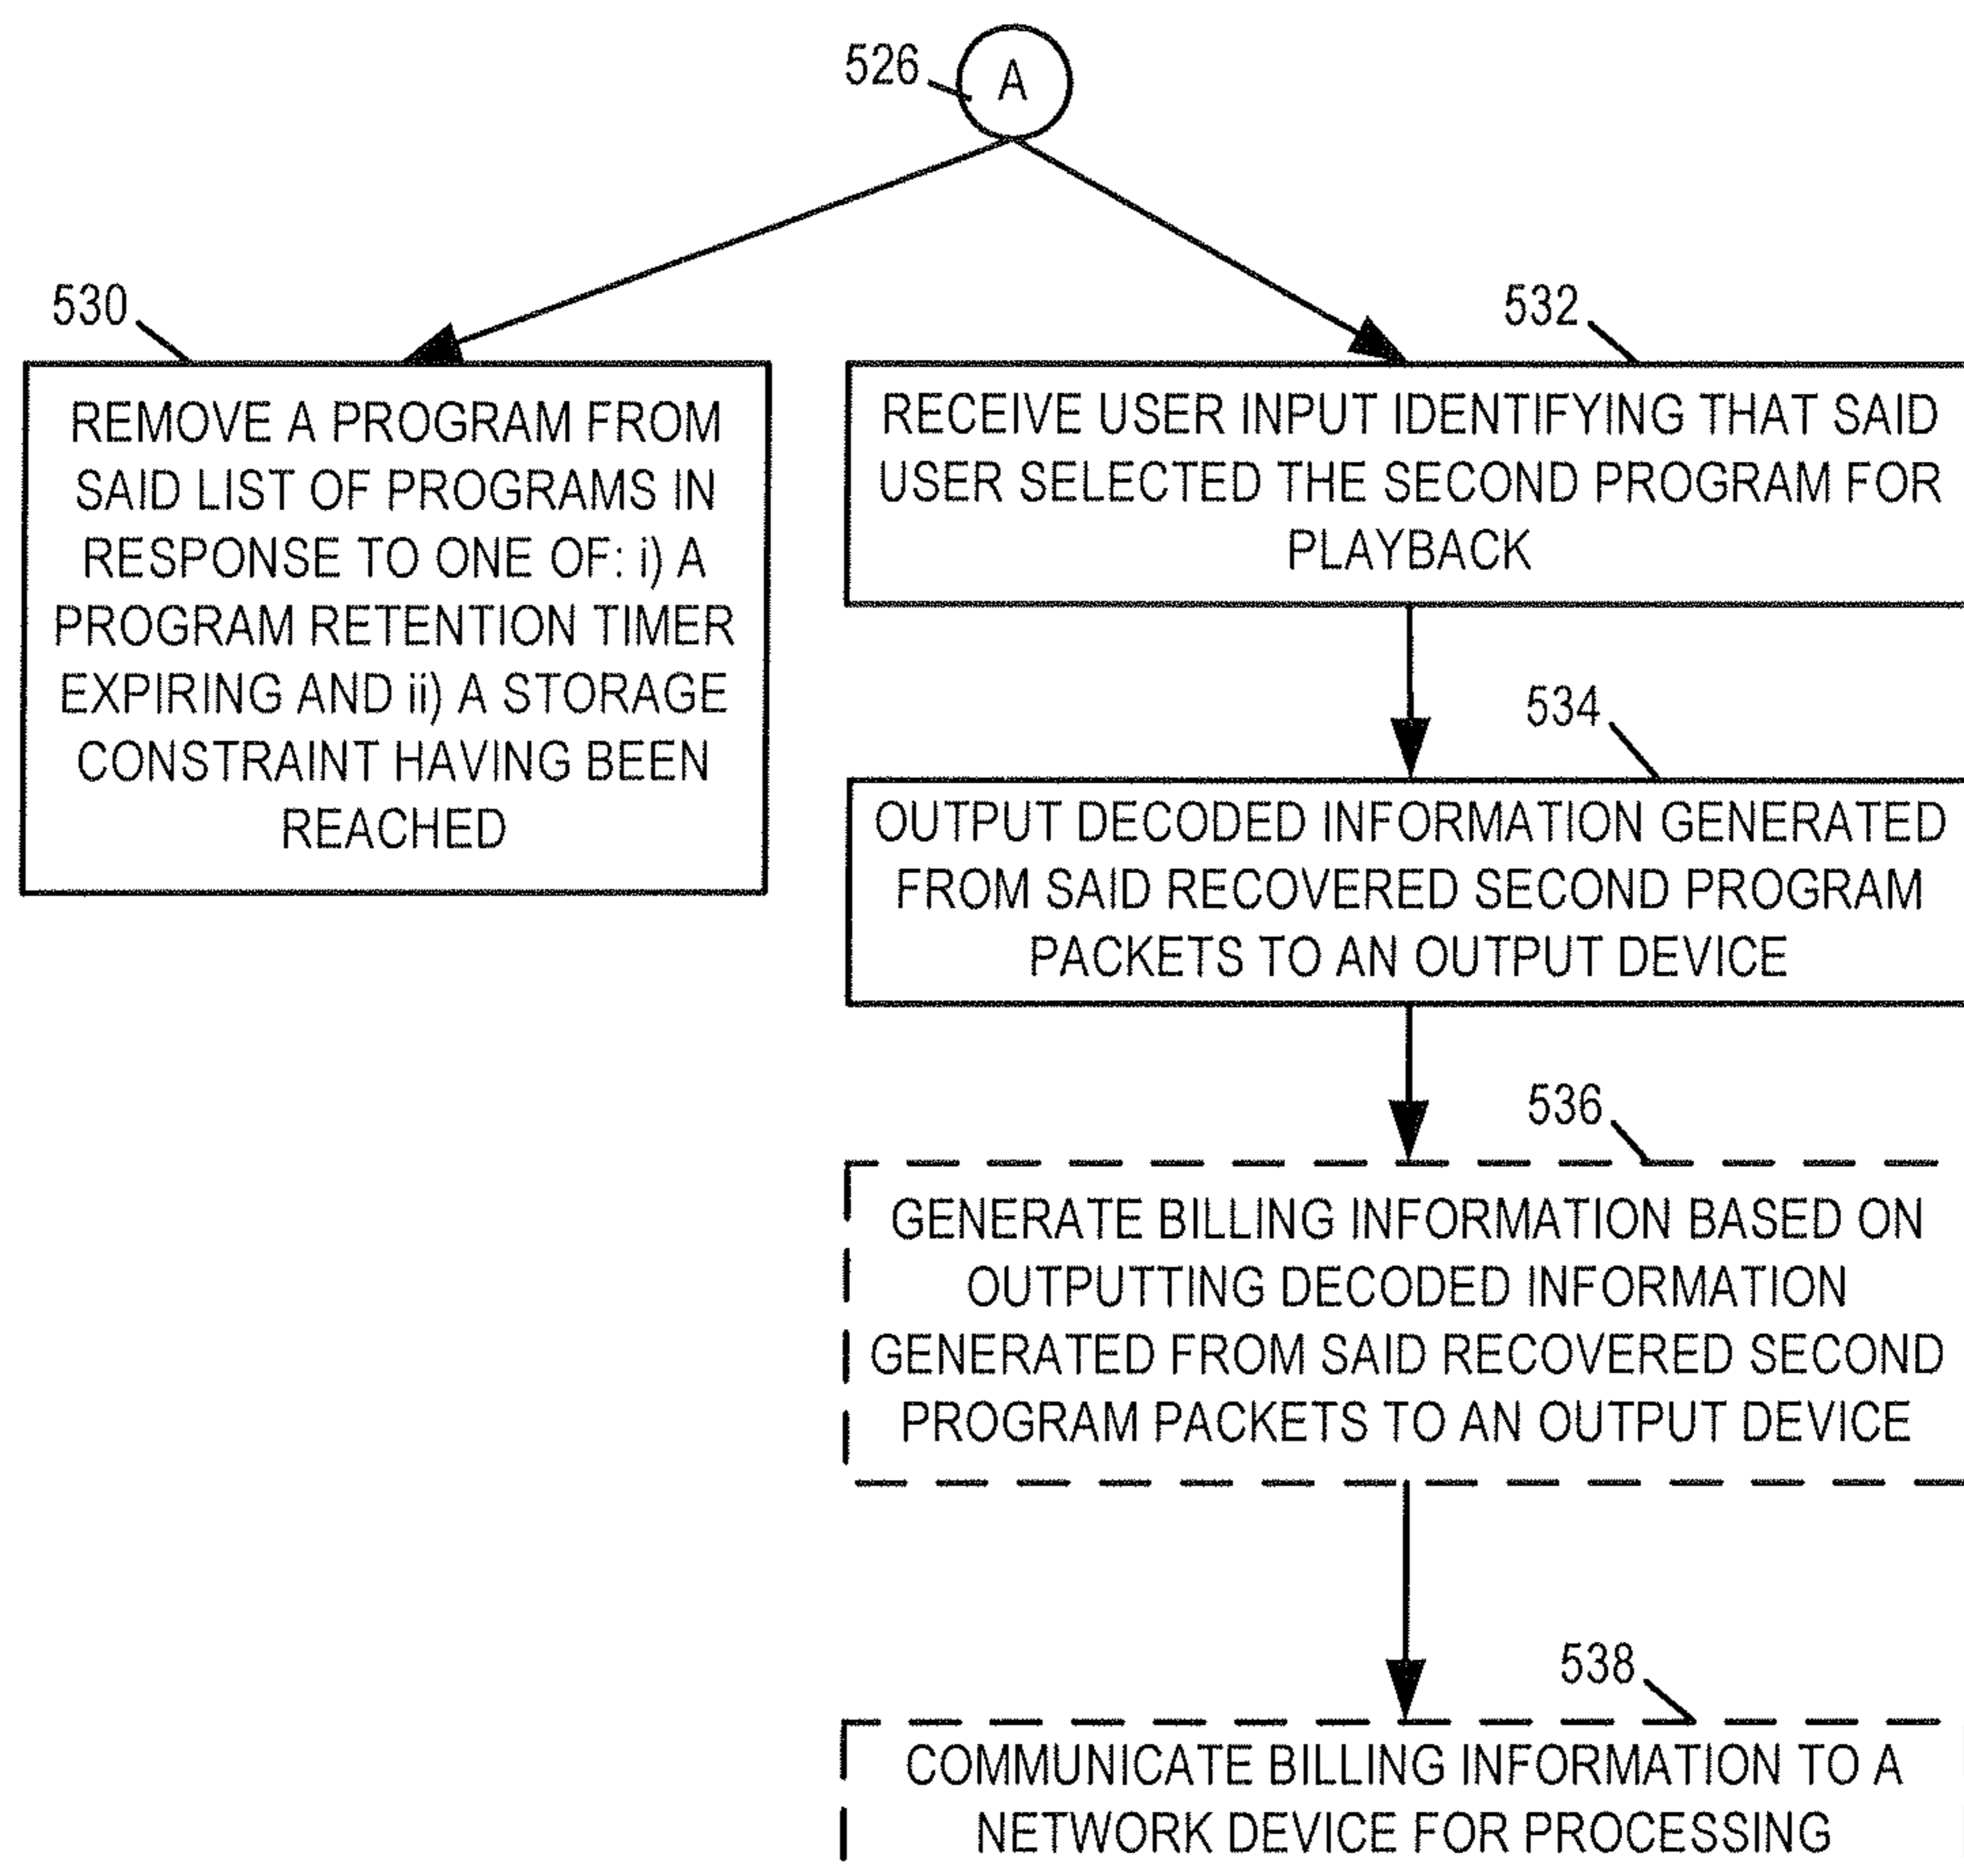 526
A
530
REMOVE A PROGRAM FROM
SAID LIST OF PROGRAMS IN
RESPONSE TO ONE OF: i) A
PROGRAM RETENTION TIMER
EXPIRING AND ii) A STORAGE
CONSTRAINT HAVING BEEN
REACHED
532
RECEIVE USER INPUT IDENTIFYING THAT SAID
USER SELECTED THE SECOND PROGRAM FOR
PLAYBACK
534
OUTPUT DECODED INFORMATION GENERATED
FROM SAID RECOVERED SECOND PROGRAM
PACKETS TO AN OUTPUT DEVICE
536
GENERATE BILLING INFORMATION BASED ON
OUTPUTTING DECODED INFORMATION
GENERATED FROM SAID RECOVERED SECOND
PROGRAM PACKETS TO AN OUTPUT DEVICE
538
COMMUNICATE BILLING INFORMATION TO A
NETWORK DEVICE FOR PROCESSING